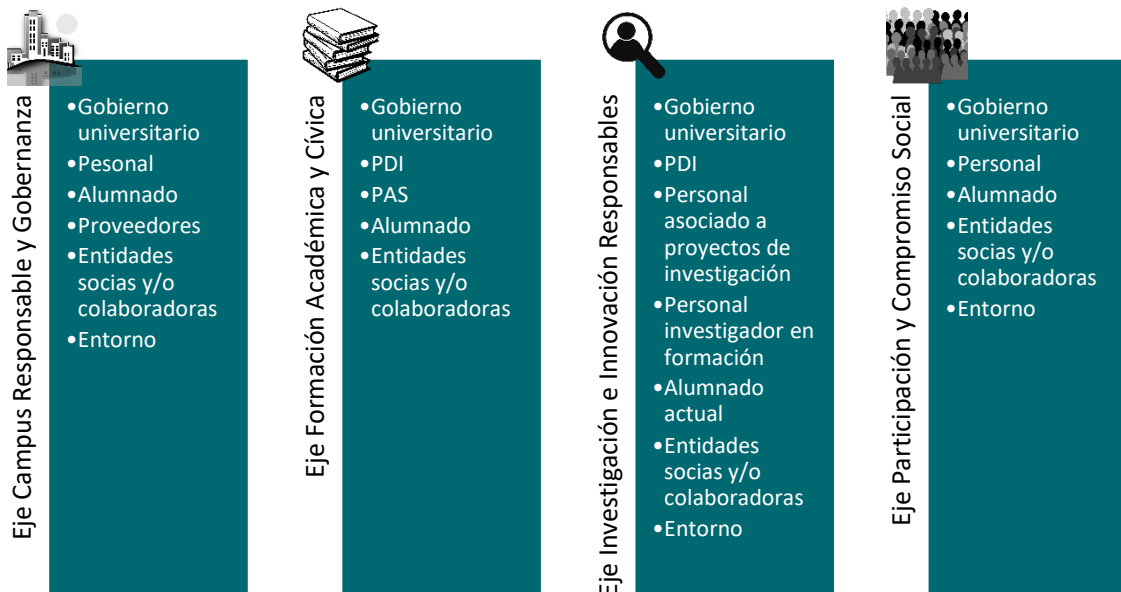 Eje Campus Responsable y Gobernanza
•Gobierno
universitario
•Pesonal
•Alumnado
•Proveedores
•Entidades
socias y/o
colaboradoras
•Entorno
Eje Formación Académica y Cívica
•Gobierno
universitario
•PDI
•PAS
•Alumnado
•Entidades
socias y/o
colaboradoras
Eje Investigación e Innovación Responsables
•Gobierno
universitario
•PDI
•Personal
asociado a
proyectos de
investigación
•Personal
investigador en
formación
•Alumnado
actual
•Entidades
socias y/o
colaboradoras
•Entorno
Eje Participación y Compromiso Social
•Gobierno
universitario
•Personal
•Alumnado
•Entidades
socias y/o
colaboradoras
•Entorno